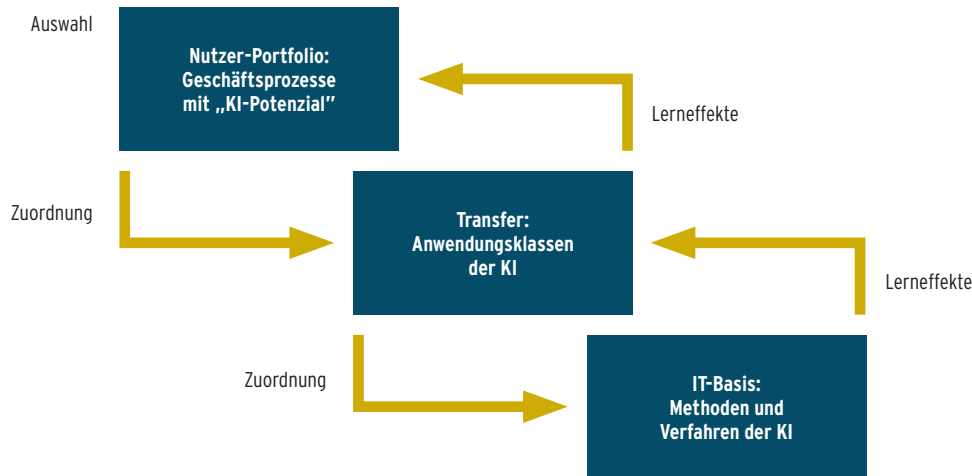 Auswahl
Nutzer-Portfolio:
Geschäftsprozesse
mit „KI-Potenzial”
Lerneffekte
Zuordnung
Transfer:
Anwendungsklassen
der KI
Lerneffekte
Zuordnung
IT-Basis:
Methoden und
Verfahren der KI